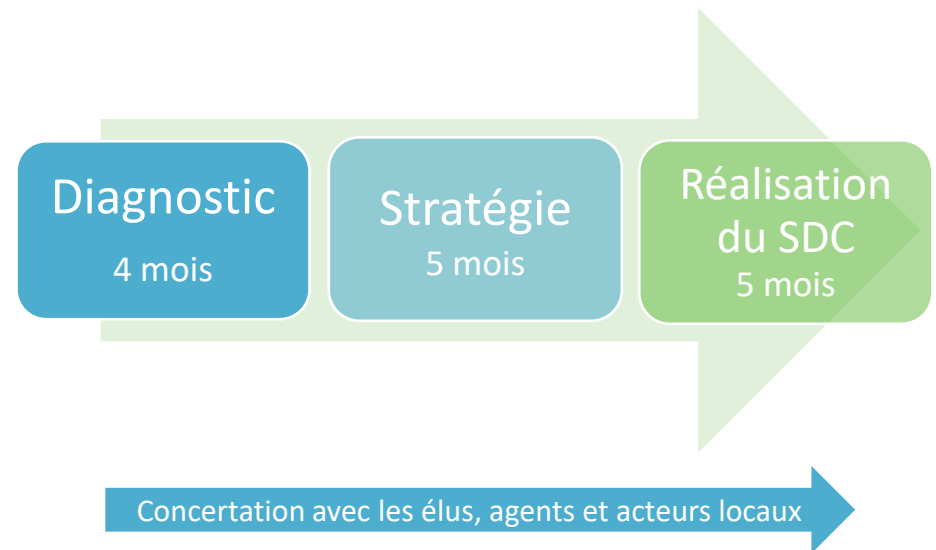 Diagnostic
4 mois
Stratégie
5 mois
Réalisation
du SDC
5 mois
Concertation avec les élus, agents et acteurs locaux